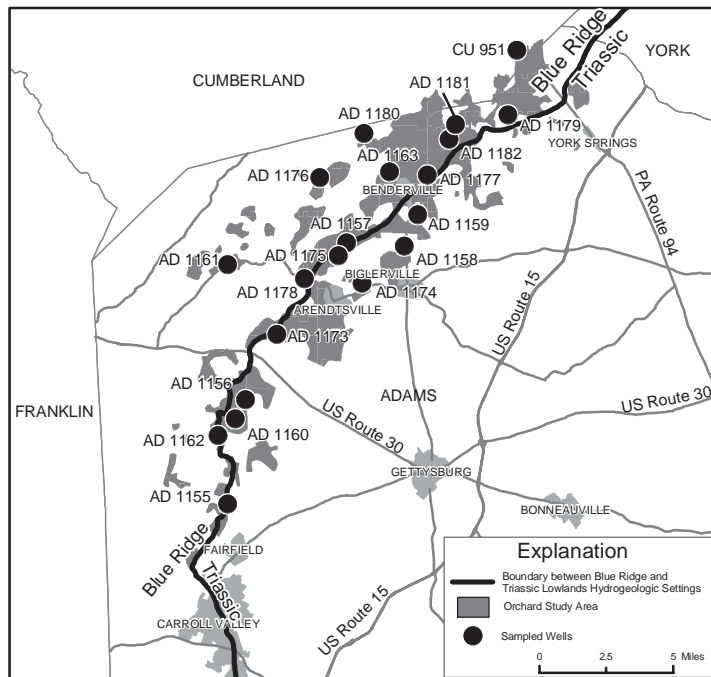 CU 951
Blue Ridge
Triassic
YORK
CUMBERLAND
AD 1181
AD 1180
AD 1179
AD 1163
AD 1182
YORK SPRINGS
AD 1176
AD 1177
BENDERVILLE
PA Route 94
AD 1157
AD 1159
AD 1161
AD 1175
AD 1158
BIGLERVILLE
AD 1178
AD 1174
ARENDTSVILLE
US Route 15
AD 1173
AD 1156
ADAMS
FRANKLIN
US Route 30
US Route 30
AD 1162
AD 1160
GETTYSBURG
AD 1155
BONNEAUVILLE
Blue Ridge
Triassic
FAIRFIELD
CARROLL VALLEY
US Route 15
Explanation
Boundary between Blue Ridge and
Triassic Lowlands Hydrogeologic Settings
Orchard Study Area
Sampled Wells
0 2.5 5 Miles